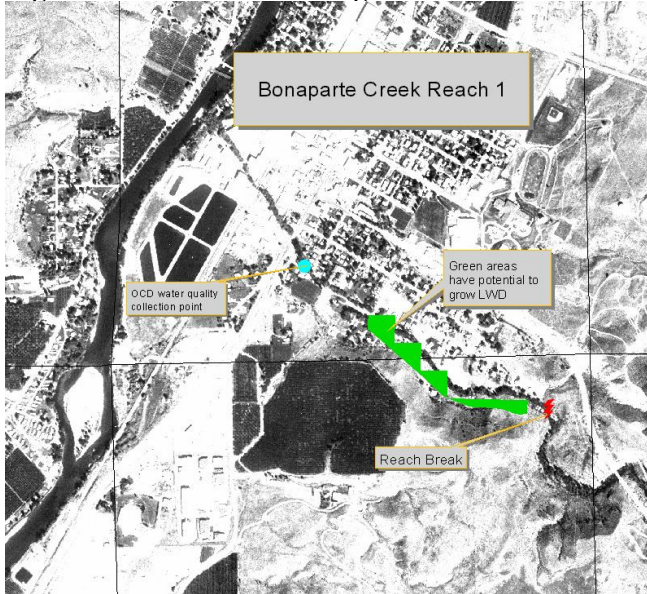 Bonaparte Creek Reach 1
Green areas
have potential to
grow LWD
OCD water quality
collection point
Reach Break